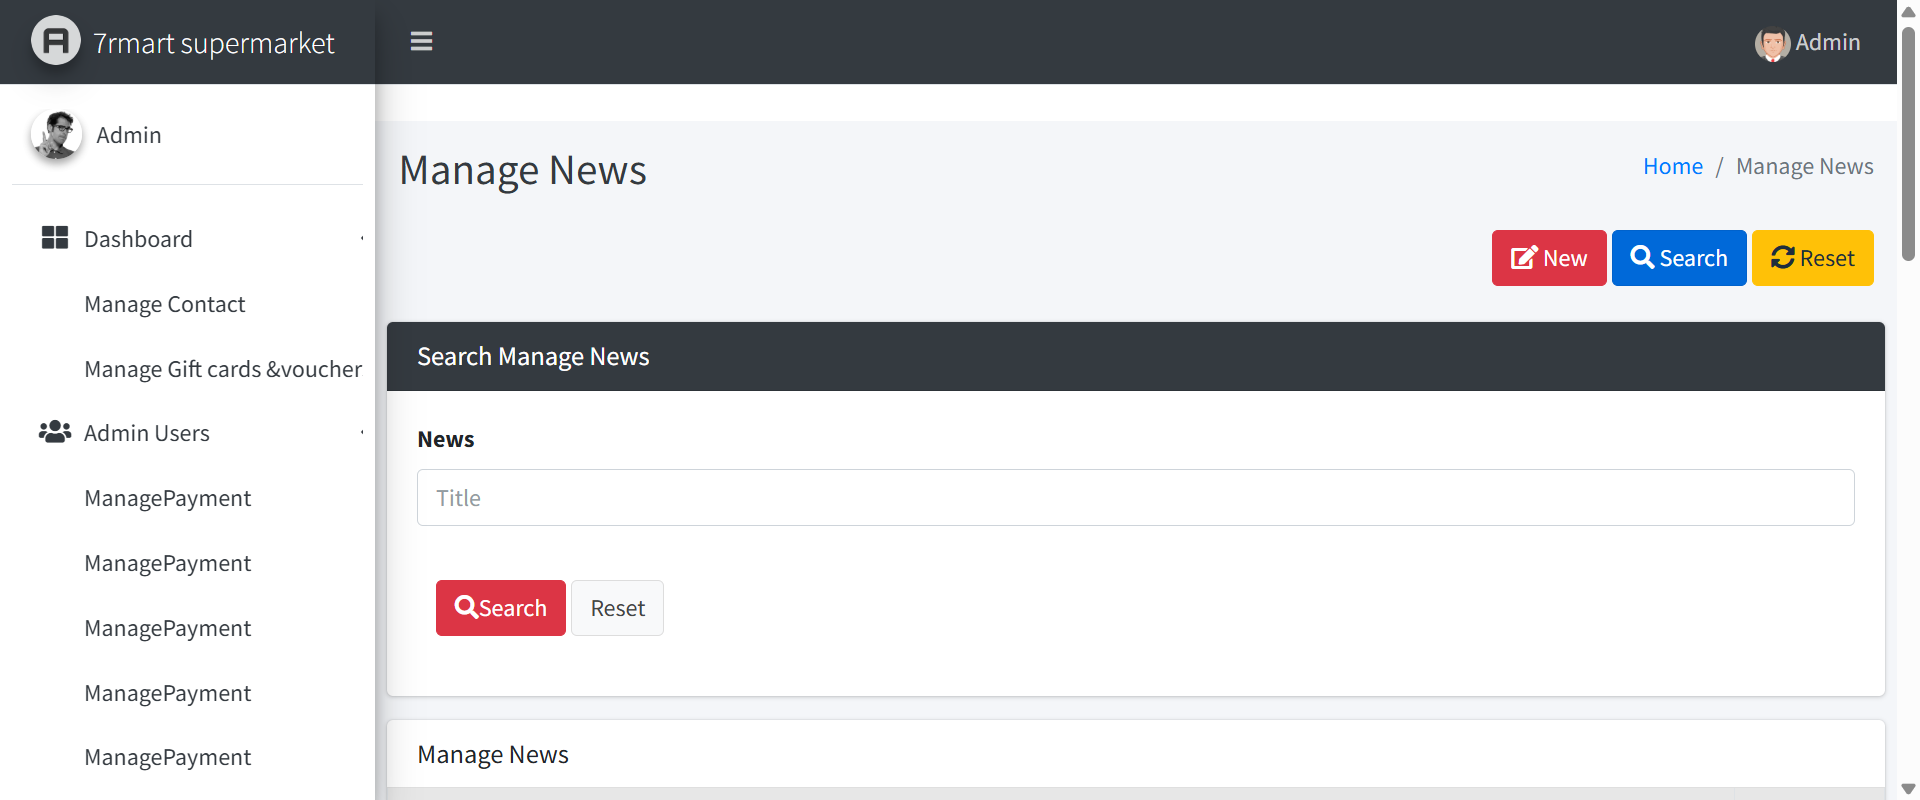 7rmart supermarket
Admin
Admin
Dashboard
Manage Contact
Manage Gift cards &voucher
Admin Users
ManagePayment
ManagePayment
ManagePayment
ManagePayment
ManagePayment
Manage News
Home / Manage News
New Search Reset
Search Manage News
News
Title
Search Reset
Manage News